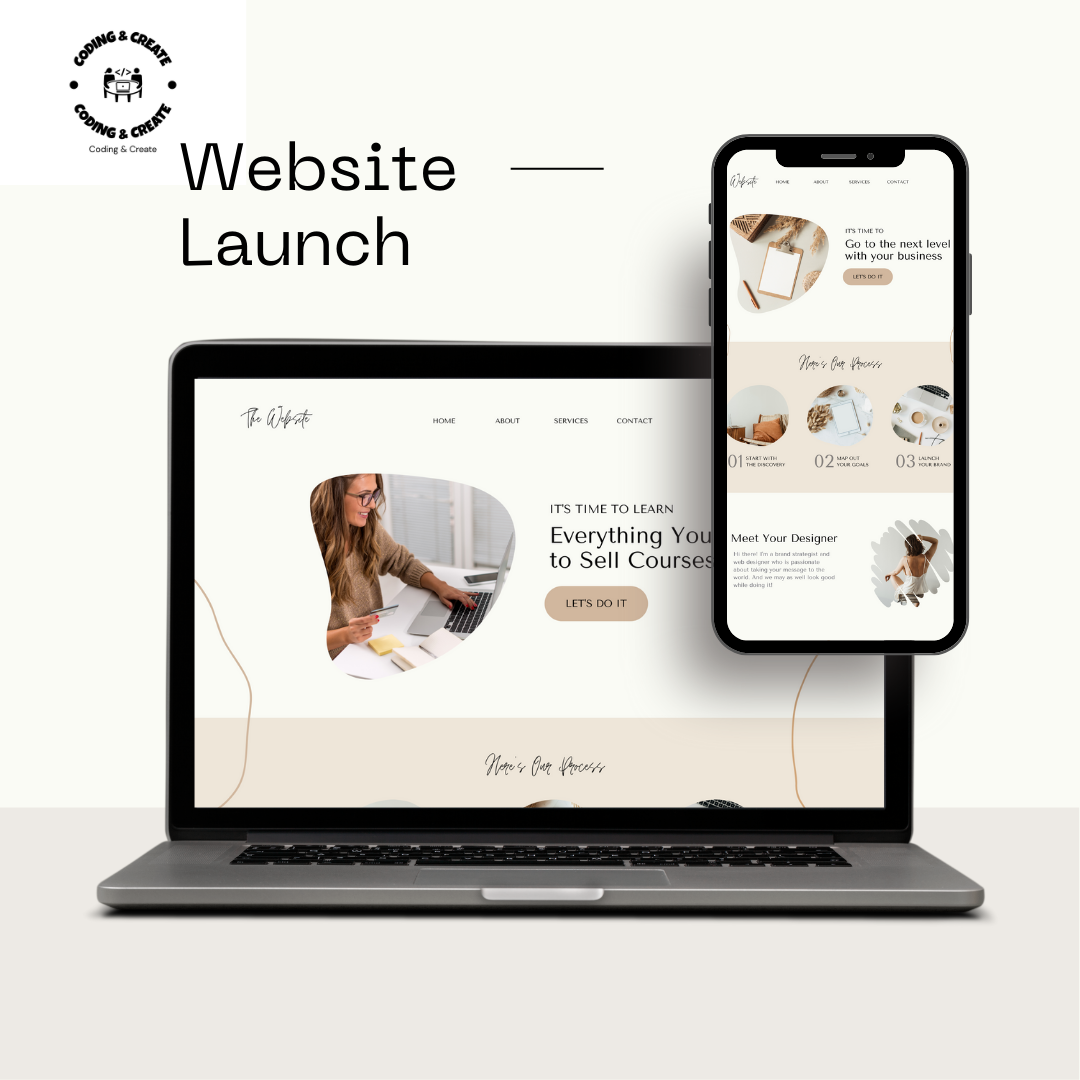 CODING & CREATE
</>
CODING & CREATE
Coding & Create
Website
Launch
The Website
HOME ABOUT SERVICES CONTACT
IT'S TIME TO LEARN
Everything You
to Sell Courses
LET'S DO IT
Here's Our Process
Website
HOME ABOUT SERVICES CONTACT
IT'S TIME TO
Go to the next level
with your business
LET'S DO IT
Here's Our Process
01 START WITH
THE DISCOVERY
02 MAP OUT
YOUR GOALS
03 LAUNCH
YOUR BRAND
Meet Your Designer
Hi there! I'm a brand strategist and
web designer who is passionate
about taking your message to the
world. And we may as well look good
while doing it!